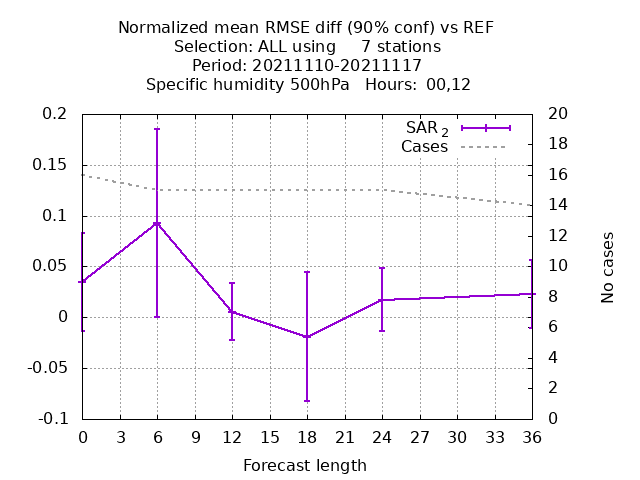 Normalized mean RMSE diff (90% conf) vs REF
Selection: ALL using     7 stations
Period: 20211110-20211117
Specific humidity 500hPa   Hours:  00,12
SAR 2
Cases
0.2
0.15
0.1
0.05
0
-0.05
-0.1
20
18
16
14
12
10
8
6
4
2
0
No cases
0 3 6 9 12 15 18 21 24 27 30 33 36
Forecast length